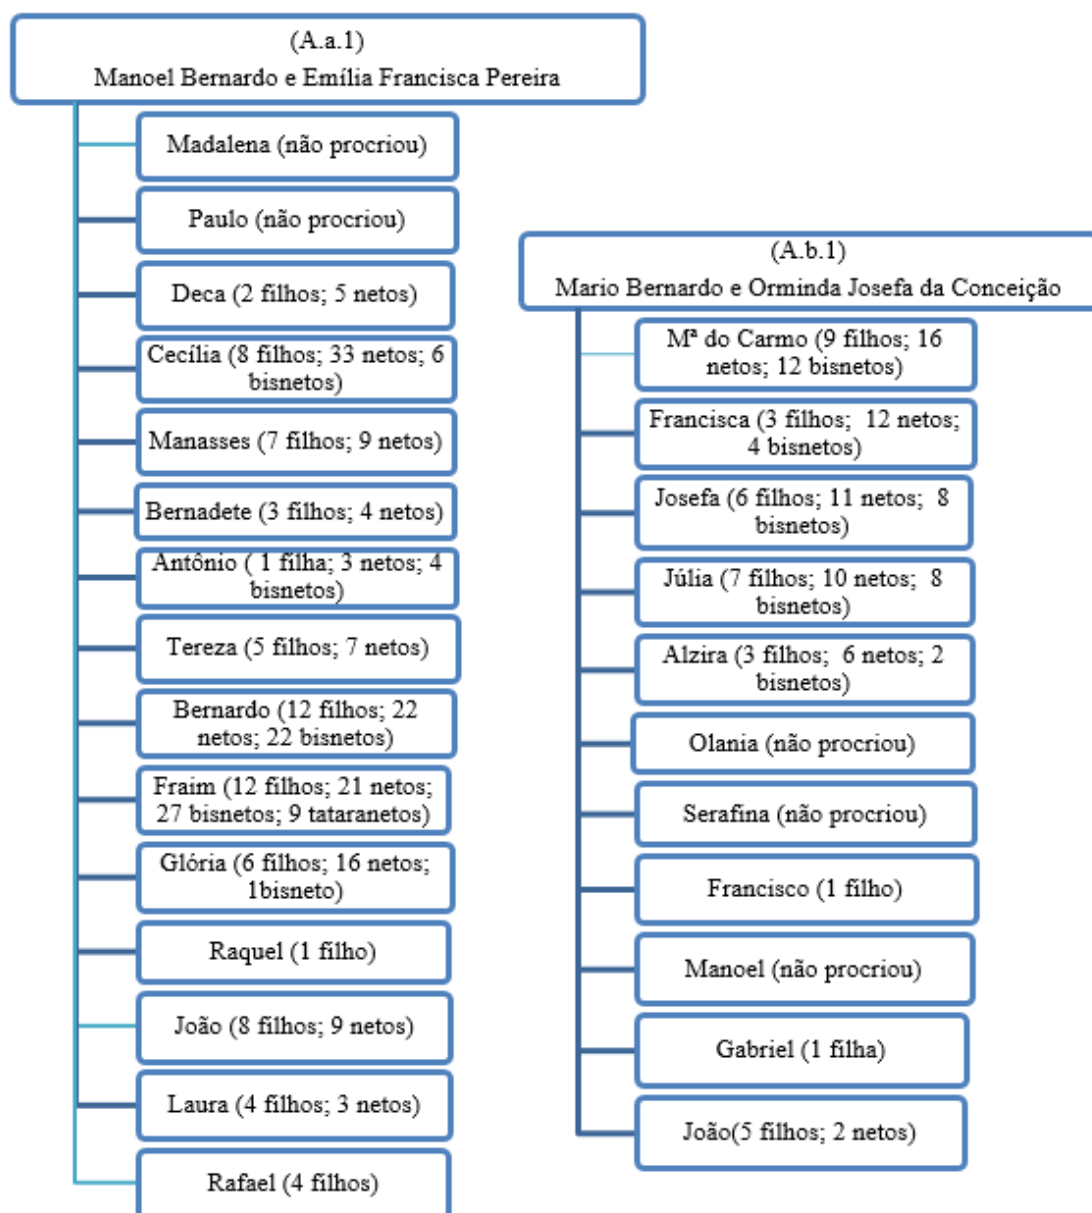 (A.a.1)
Manoel Bernardo e Emília Francisca Pereira
Madalena (não procriou)
Paulo (não procriou)
Deca (2 filhos; 5 netos)
Cecília (8 filhos; 33 netos; 6
bisnetos)
Manasses (7 filhos; 9 netos)
Bernadete (3 filhos; 4 netos)
Antônio ( 1 filha; 3 netos; 4
bisnetos)
Tereza (5 filhos; 7 netos)
Bernardo (12 filhos; 22
netos; 22 bisnetos)
Fraim (12 filhos; 21 netos;
27 bisnetos; 9 tataranetos)
Glória (6 filhos; 16 netos;
1bisneto)
Raquel (1 filho)
João (8 filhos; 9 netos)
Laura (4 filhos; 3 netos)
Rafael (4 filhos)
(A.b.1)
Mario Bernardo e Orminda Josefa da Conceição
Mª do Carmo (9 filhos; 16
netos; 12 bisnetos)
Francisca (3 filhos; 12 netos;
4 bisnetos)
Josefa (6 filhos; 11 netos; 8
bisnetos)
Júlia (7 filhos; 10 netos; 8
bisnetos)
Alzira (3 filhos; 6 netos; 2
bisnetos)
Olania (não procriou)
Serafina (não procriou)
Francisco (1 filho)
Manoel (não procriou)
Gabriel (1 filha)
João(5 filhos; 2 netos)